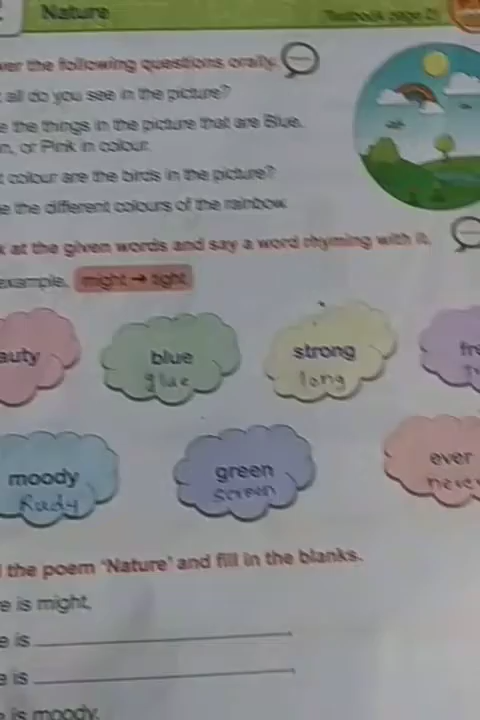 Nature
Textbook page 21
wer the following questions orally.
all do you see in the picture?
e the things in the picture that are Blue,
n, or Pink in colour.
t colour are the birds in the picture?
e the different colours of the rainbow.
k at the given words and say a word rhyming with it.
example, might → tight
auty
blue
glue
strong
long
fre
moody
Rudy
green
screen
ever
never
the poem 'Nature' and fill in the blanks.
e is might,
e is
e is
e is moody,